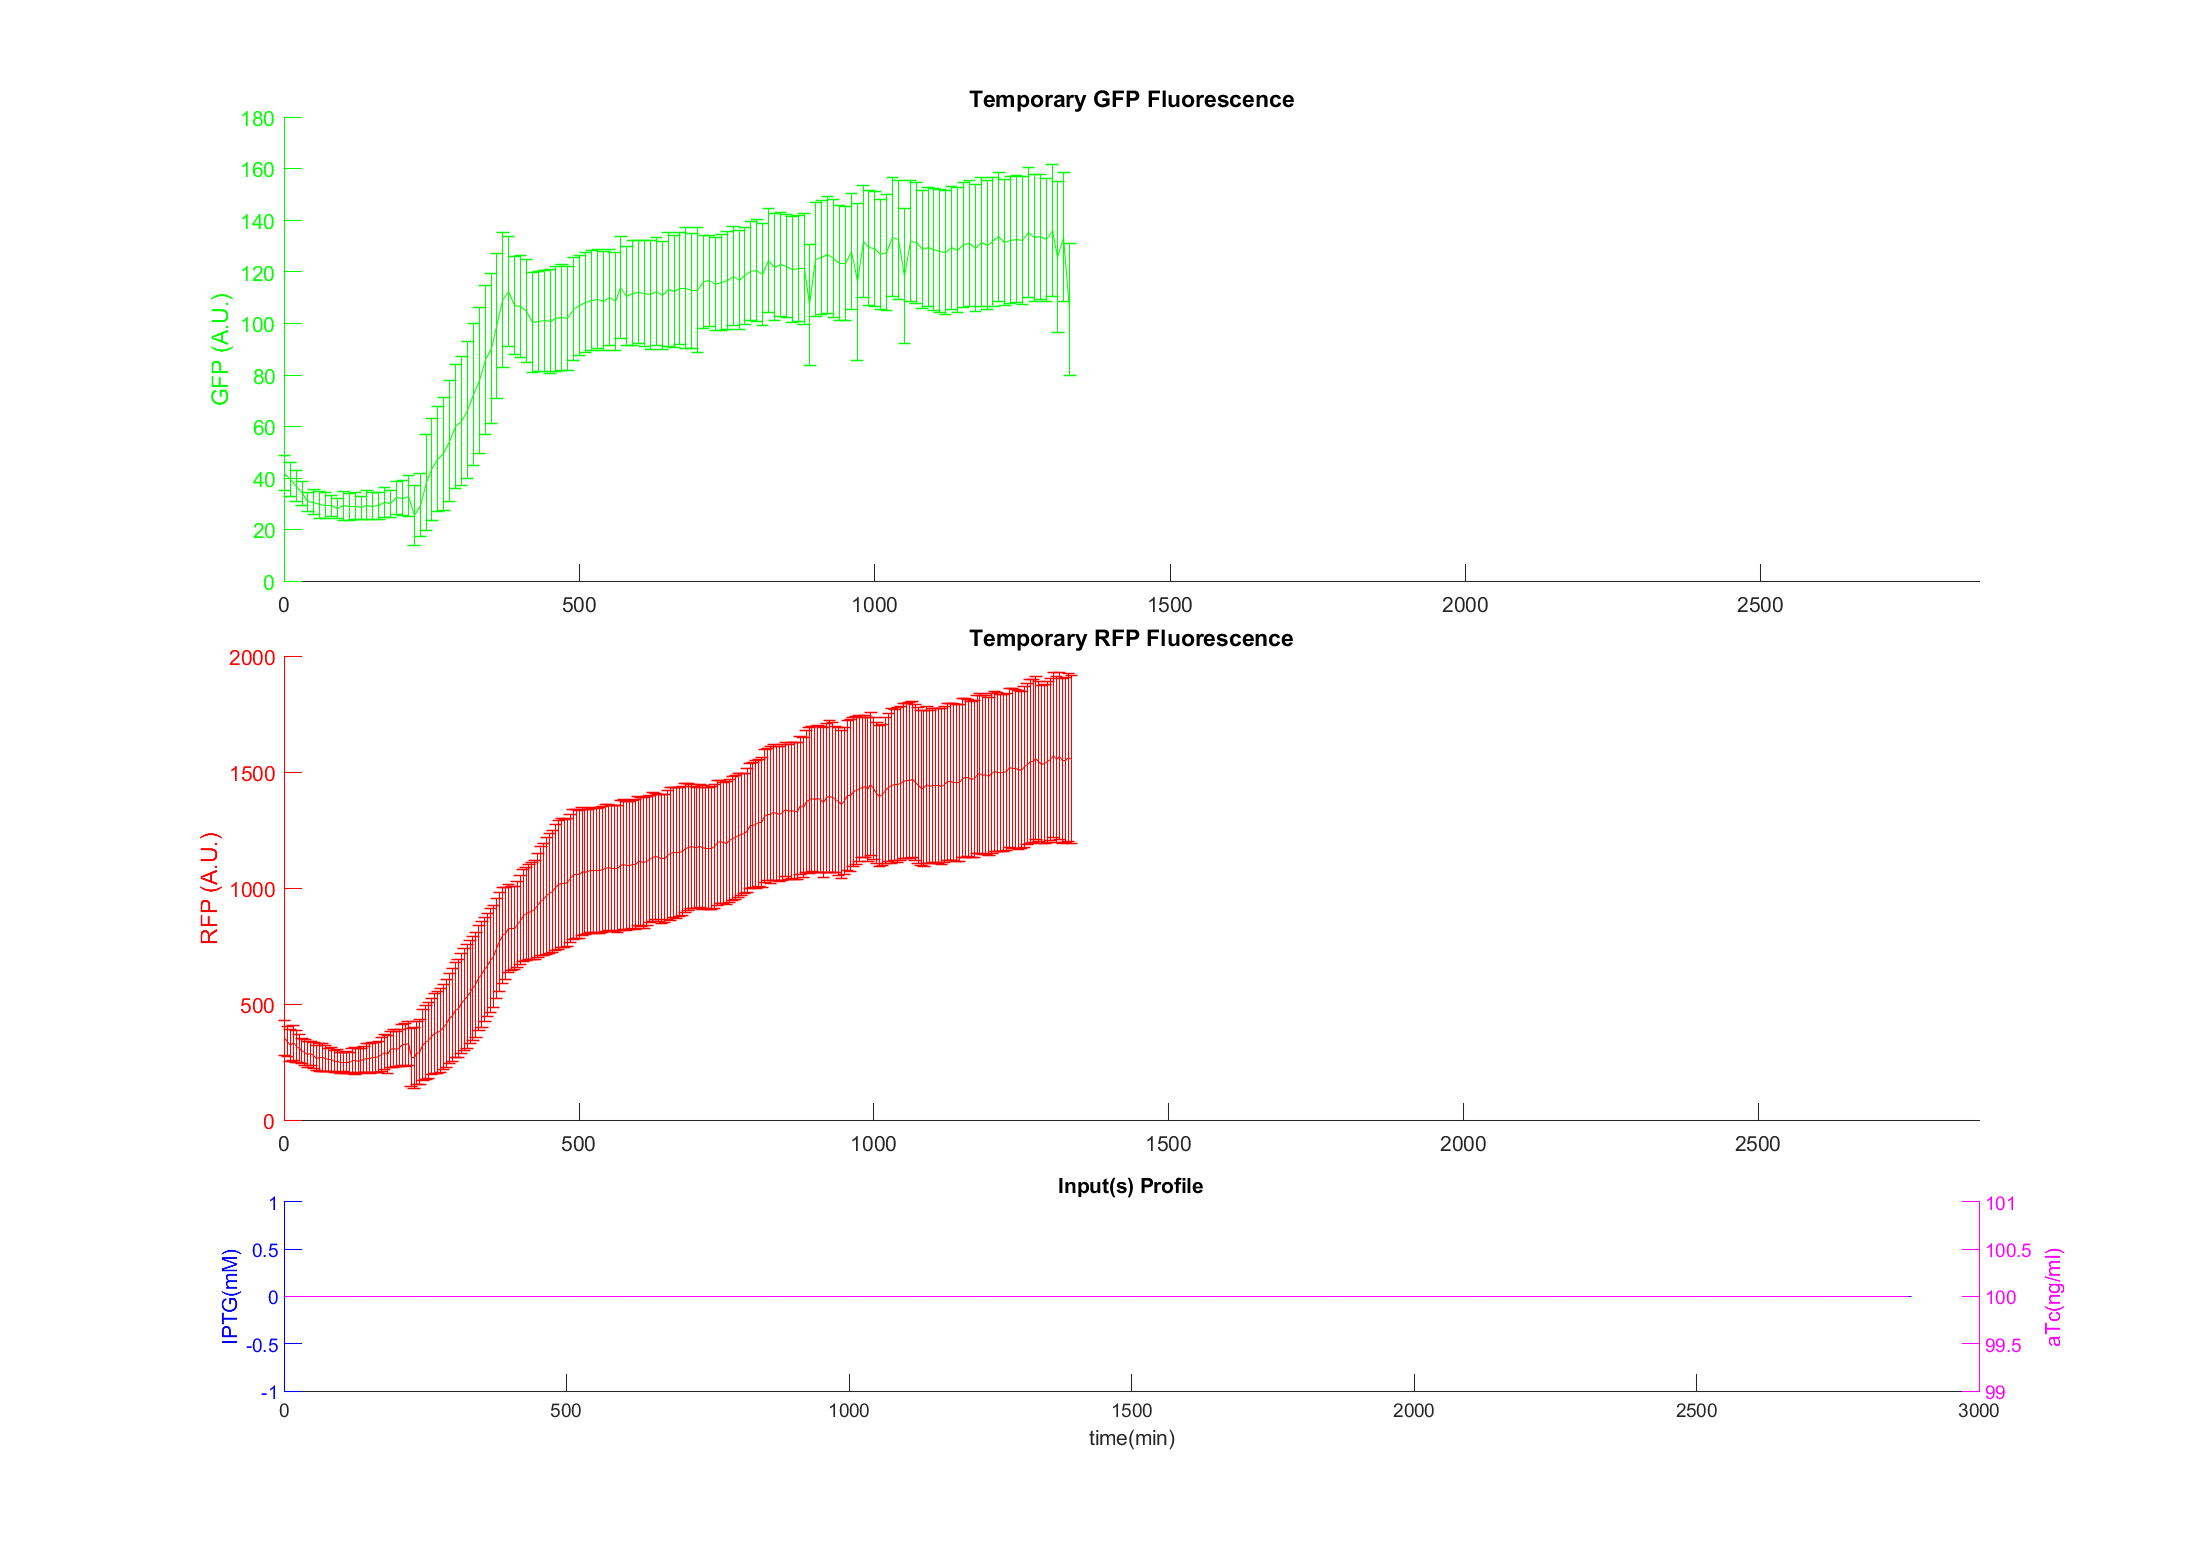 Temporary GFP Fluorescence
180
160
140
120
100
80
60
40
20
0
GFP (A.U.)
0 500 1000 1500 2000 2500
Temporary RFP Fluorescence
2000
1500
1000
500
0
RFP (A.U.)
0 500 1000 1500 2000 2500
Input(s) Profile
1
0.5
0
-0.5
-1
IPTG(mM)
101
100.5
100
99.5
99
aTc(ng/ml)
0 500 1000 1500 2000 2500 3000
time(min)